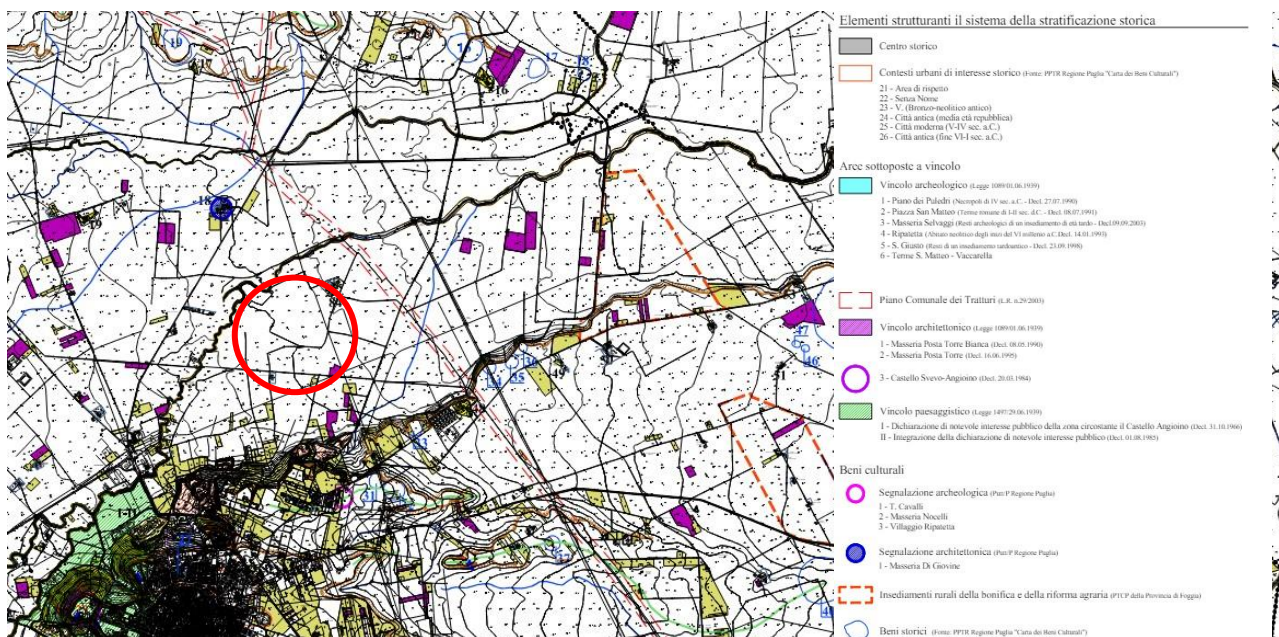 Elementi strutturanti il sistema della stratificazione storica
Centro storico
Contesti urbani di interesse storico (Fonte: PPTR Regione Puglia "Carta dei Beni Culturali")
21 - Area di rispetto
22 - Senza Nome
23 - V. (Bronzo-neolitico antico)
24 - Città antica (media età repubblica)
25 - Città moderna (V-IV sec. a.C.)
26 - Città antica (fine VI-I sec. a.C.)
Aree sottoposte a vincolo
Vincolo archeologico (Legge 1089/01.06.1939)
1 - Piano dei Puledri (Necropoli di IV sec. a.C. - Decl. 27.07.1990)
2 - Piazza San Matteo (Terme romane di I-II sec. d.C. - Decl. 08.07.1991)
3 - Masseria Selvaggi (Resti archeologici di un insediamento di età tardo - Decl.09.09.2003)
4 - Ripatetta (Abitato neolitico degli inizi del VI millenio a.C.Decl. 14.01.1993)
5 - S. Giusto (Resti di un insediamento tardoantico - Decl. 23.09.1998)
6 - Terme S. Matteo - Vaccarella
Piano Comunale dei Tratturi (L.R. n.29/2003)
Vincolo architettonico (Legge 1089/01.06.1939)
1 - Masseria Posta Torre Bianca (Decl. 08.05.1990)
2 - Masseria Posta Torre (Decl. 16.06.1995)
3 - Castello Svevo-Angioino (Decl. 20.03.1984)
Vincolo paesaggistico (Legge 1497/29.06.1939)
I - Dichiarazione di notevole interesse pubblico della zona circostante il Castello Angioino (Decl. 31.10.1966)
II - Integrazione della dichiarazione di notevole interesse pubblico (Decl. 01.08.1985)
Beni culturali
Segnalazione archeologica (Putt/P Regione Puglia)
1 - T. Cavalli
2 - Masseria Nocelli
3 - Villaggio Ripatetta
Segnalazione architettonica (Putt/P Regione Puglia)
1 - Masseria Di Giovine
Insediamenti rurali della bonifica e della riforma agraria (PTCP della Provincia di Foggia)
Beni storici (Fonte: PPTR Regione Puglia "Carta dei Beni Culturali")
19
17
18
18
47
46
35
31